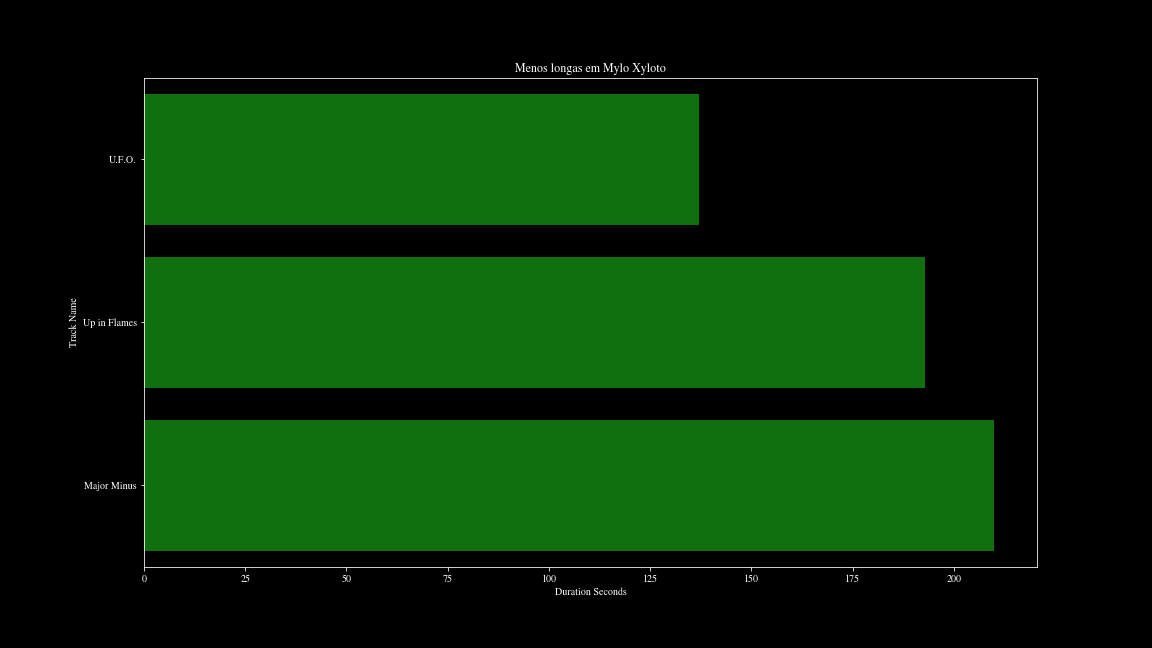 Menos longas em Mylo Xyloto
Track Name
U.F.O.
Up in Flames
Major Minus
0 25 50 75 100 125 150 175 200
Duration Seconds